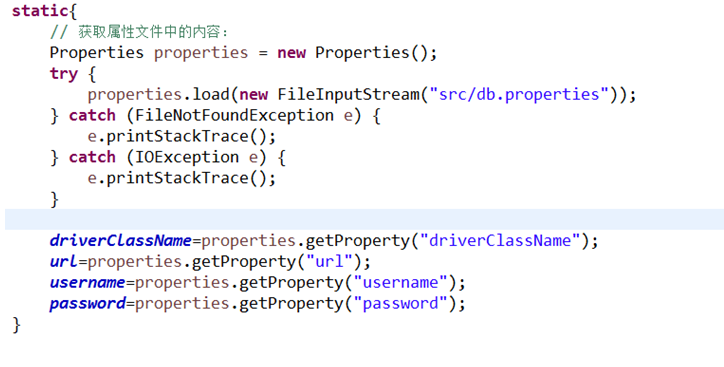 static{
// 获取属性文件中的内容：
Properties properties = new Properties();
try {
properties.load(new FileInputStream("src/db.properties"));
} catch (FileNotFoundException e) {
e.printStackTrace();
} catch (IOException e) {
e.printStackTrace();
}
driverClassName=properties.getProperty("driverClassName");
url=properties.getProperty("url");
username=properties.getProperty("username");
password=properties.getProperty("password");
}